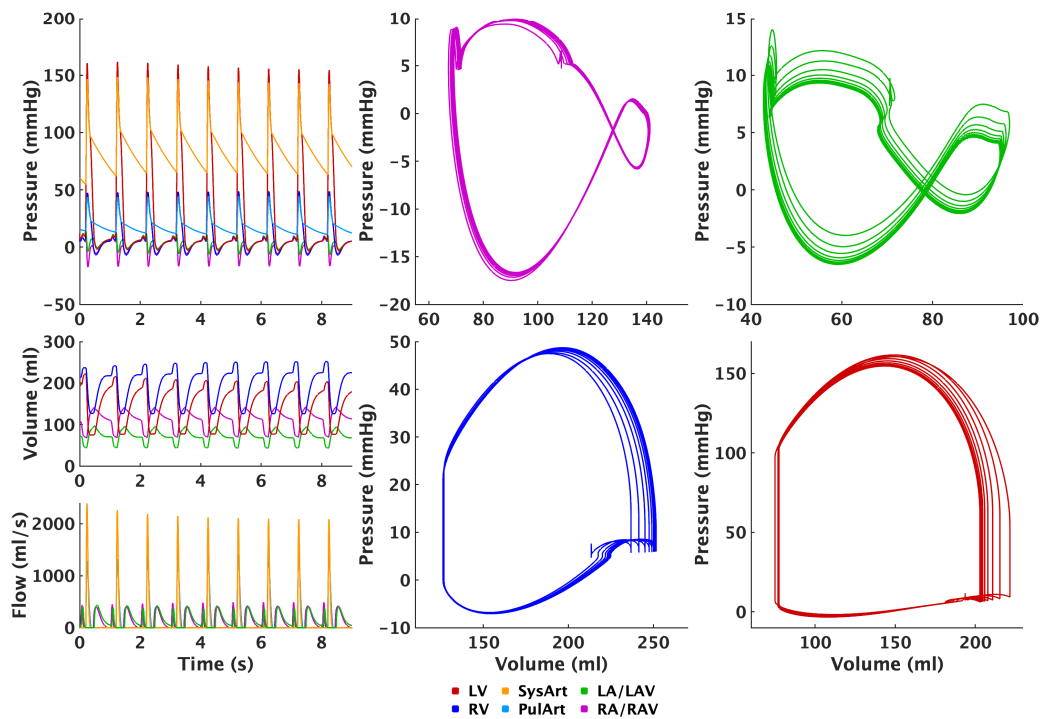 Pressure (mmHg)
200
150
100
50
0
−50
0 2 4 6 8
Pressure (mmHg)
10
5
0
−5
−10
−15
−20
60 80 100 120 140
Pressure (mmHg)
15
10
5
0
−5
−10
40 60 80 100
Volume (ml)
300
200
100
0
0 2 4 6 8
Flow (ml/s)
2000
1000
0
0 2 4 6 8
Time (s)
Pressure (mmHg)
50
40
30
20
10
0
−10
150 200 250
Volume (ml)
Pressure (mmHg)
150
100
50
0
100 150 200
Volume (ml)
LV SysArt LA/LAV
RV PulArt RA/RAV